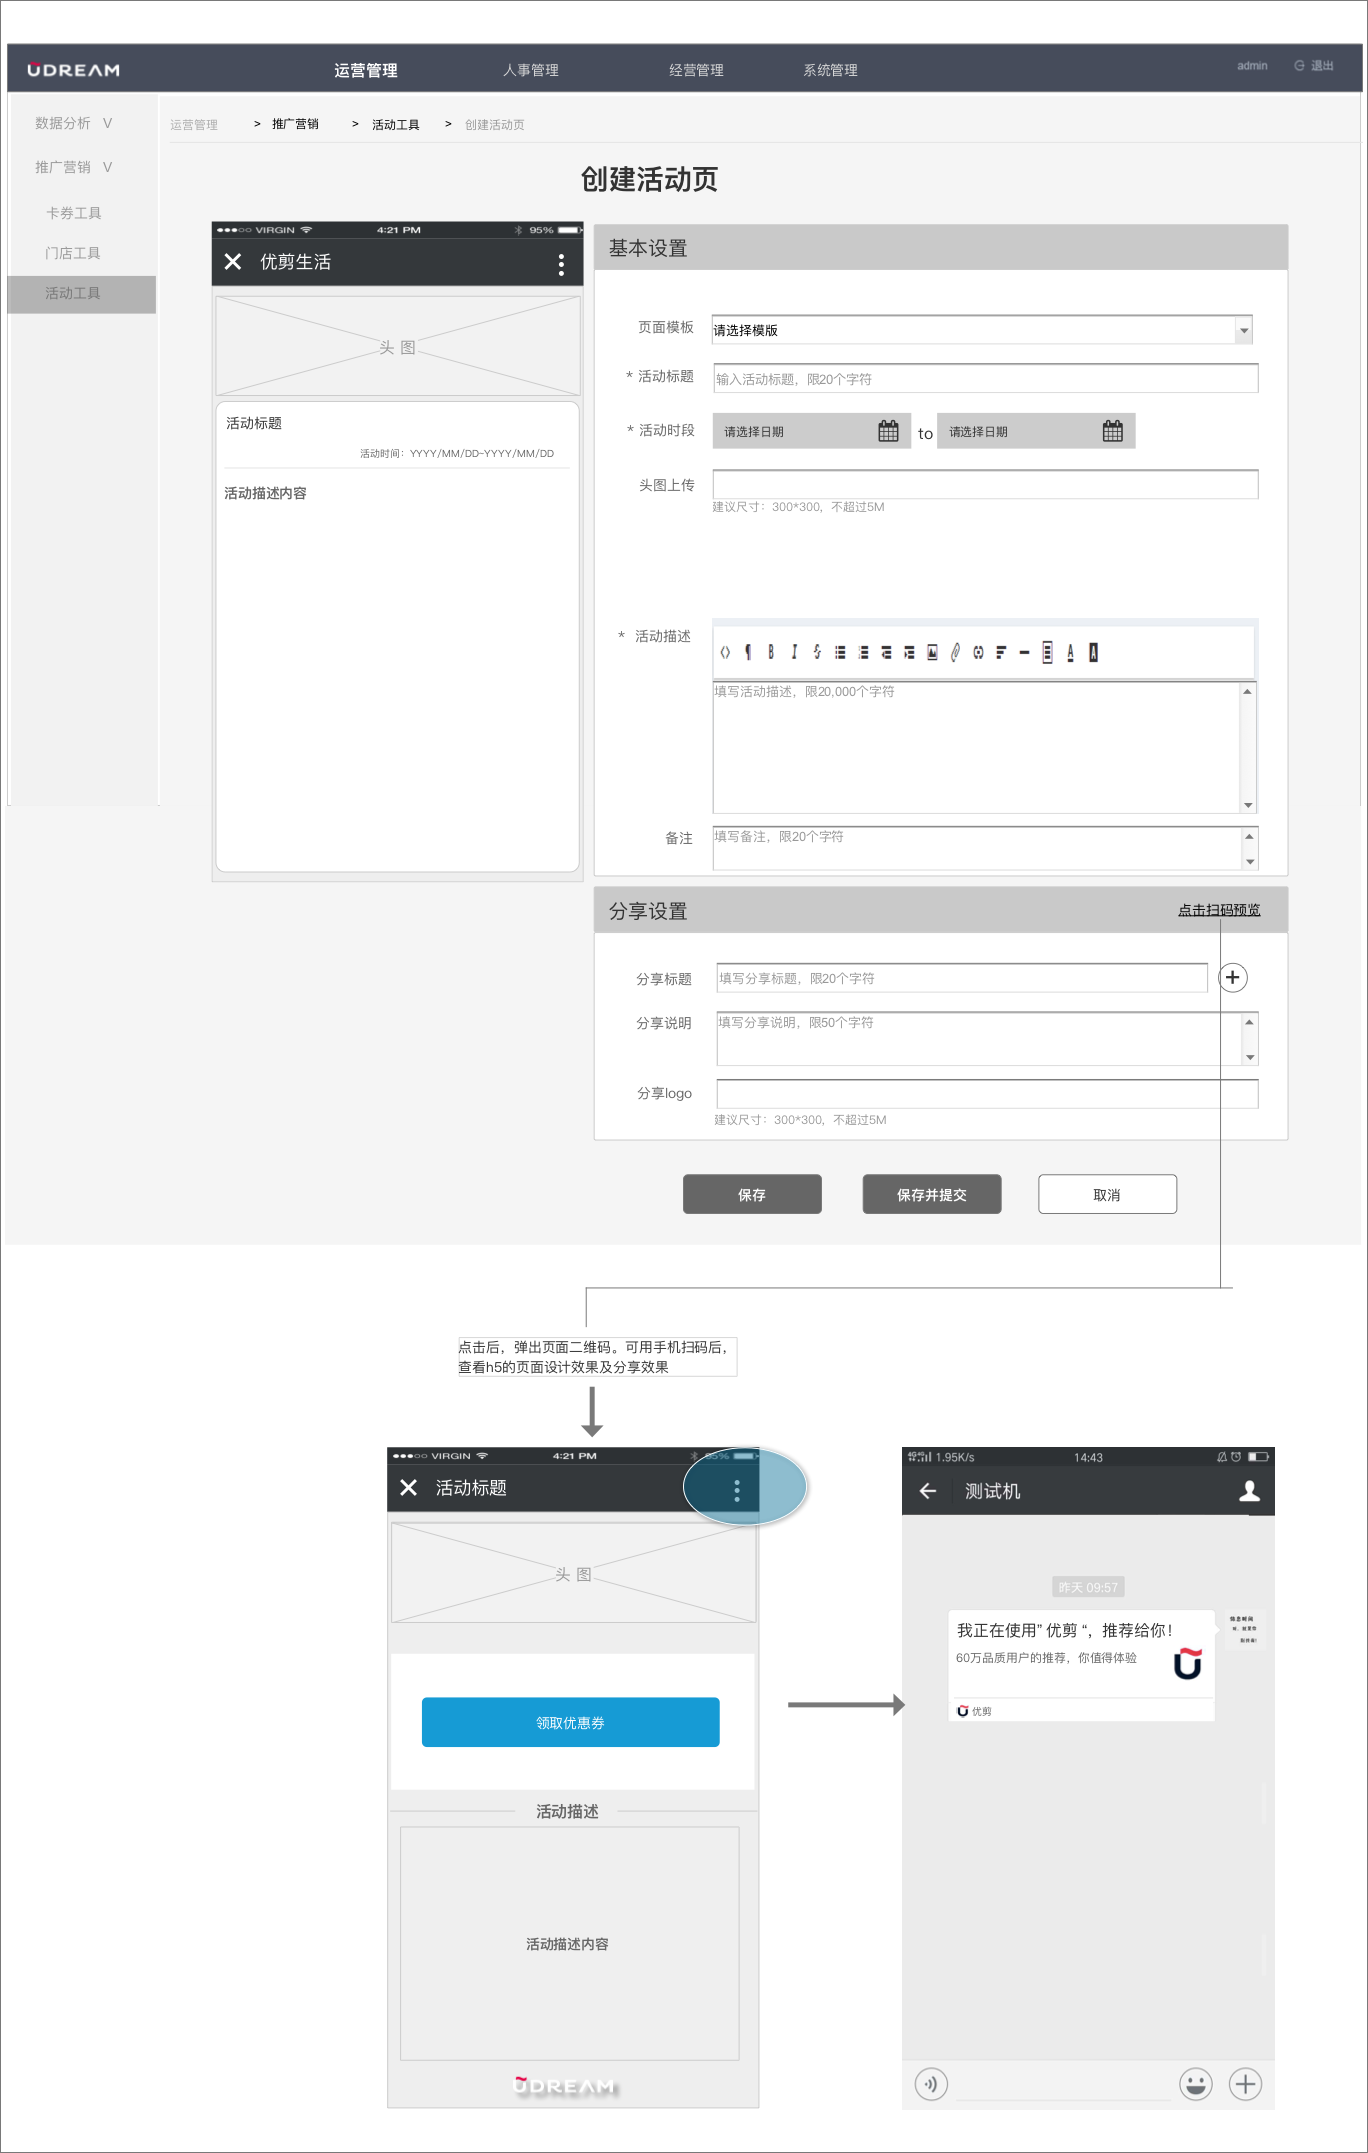 UDREAM
运营管理
人事管理
经营管理
系统管理
admin
退出
数据分析 V
推广营销 V
卡券工具
门店工具
活动工具
运营管理 > 推广营销 > 活动工具 > 创建活动页
创建活动页
VIRGIN 4:21 PM 95%
优剪生活
头 图
活动标题
活动时间：YYYY/MM/DD-YYYY/MM/DD
活动描述内容
基本设置
页面模板 请选择模版
* 活动标题 输入活动标题，限20个字符
* 活动时段 请选择日期 to 请选择日期
头图上传
建议尺寸：300*300，不超过5M
* 活动描述
填写活动描述，限20,000个字符
备注 填写备注，限20个字符
分享设置 点击扫码预览
分享标题 填写分享标题，限20个字符
分享说明 填写分享说明，限50个字符
分享logo
建议尺寸：300*300，不超过5M
保存
保存并提交
取消
点击后，弹出页面二维码。可用手机扫码后，
查看h5的页面设计效果及分享效果
VIRGIN 4:21 PM 95%
活动标题
头 图
领取优惠券
活动描述
活动描述内容
UDREAM
1.95K/s 14:43
测试机
昨天 09:57
我正在使用” 优剪 “，推荐给你！
60万品质用户的推荐，你值得体验
优剪